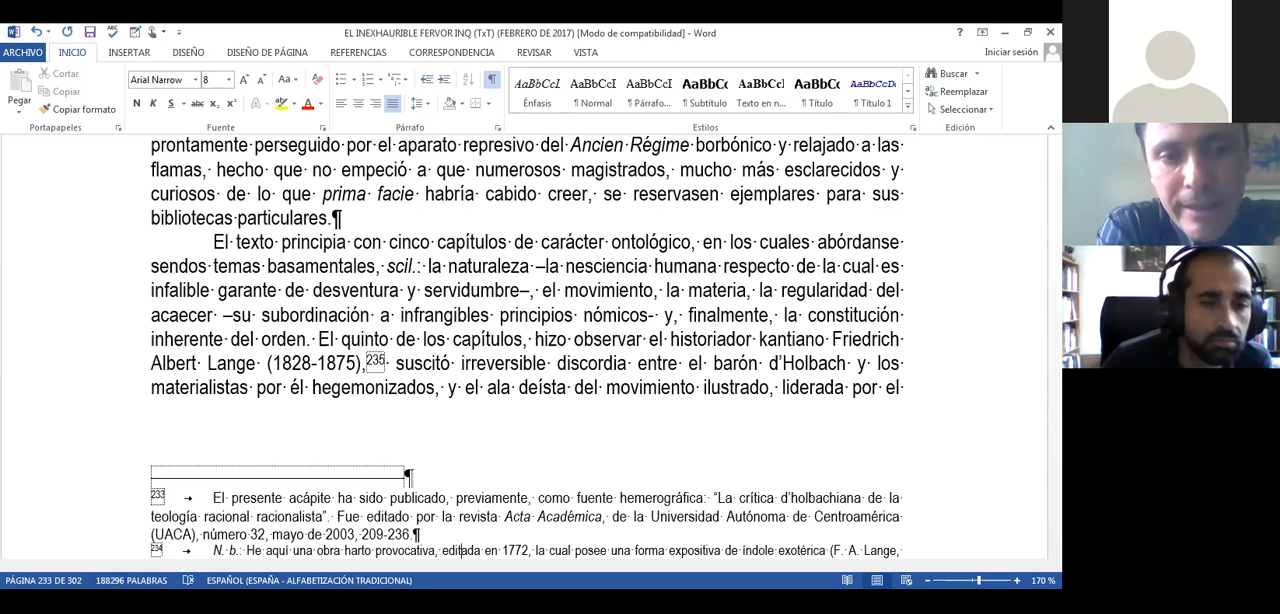 EL INEXHAURIBLE FERVOR INQ (TxT) (FEBRERO DE 2017) [Modo de compatibilidad] - Word
Iniciar sesión
ARCHIVO INICIO INSERTAR DISEÑO DISEÑO DE PÁGINA REFERENCIAS CORRESPONDENCIA REVISAR VISTA
Pegar
Cortar
Copiar
Copiar formato
Portapapeles
Arial Narrow 8
Fuente
Párrafo
AaBbCcI AaBbCcI AaBbCcI AaBbCc AaBbCcI AaBbCc AaBbCcDc
Énfasis ¶ Normal ¶ Párrafo... ¶ Subtítulo Texto en n... ¶ Título ¶ Título 1
Estilos
Buscar
Reemplazar
Seleccionar
Edición
prontamente perseguido por el aparato represivo del Ancien Régime borbónico y relajado a las
flamas, hecho que no empeció a que numerosos magistrados, mucho más esclarecidos y
curiosos de lo que prima facie habría cabido creer, se reservasen ejemplares para sus
bibliotecas particulares.¶
El texto principia con cinco capítulos de carácter ontológico, en los cuales abórdanse
sendos temas basamentales, scil.: la naturaleza –la nesciencia humana respecto de la cual es
infalible garante de desventura y servidumbre–, el movimiento, la materia, la regularidad del
acaecer –su subordinación a infrangibles principios nómicos- y, finalmente, la constitución
inherente del orden. El quinto de los capítulos, hizo observar el historiador kantiano Friedrich
Albert Lange (1828-1875),235 suscitó irreversible discordia entre el barón d’Holbach y los
materialistas por él hegemonizados, y el ala deísta del movimiento ilustrado, liderada por el
¶
233 El presente acápite ha sido publicado, previamente, como fuente hemerográfica: “La crítica d’holbachiana de la
teología racional racionalista”. Fue editado por la revista Acta Académica, de la Universidad Autónoma de Centroamérica
(UACA), número 32, mayo de 2003, 209-236.¶
234 N. b.: He aquí una obra harto provocativa, editada en 1772, la cual posee una forma expositiva de índole exotérica (F. A. Lange,
PÁGINA 233 DE 302 188296 PALABRAS ESPAÑOL (ESPAÑA - ALFABETIZACIÓN TRADICIONAL) 170 %